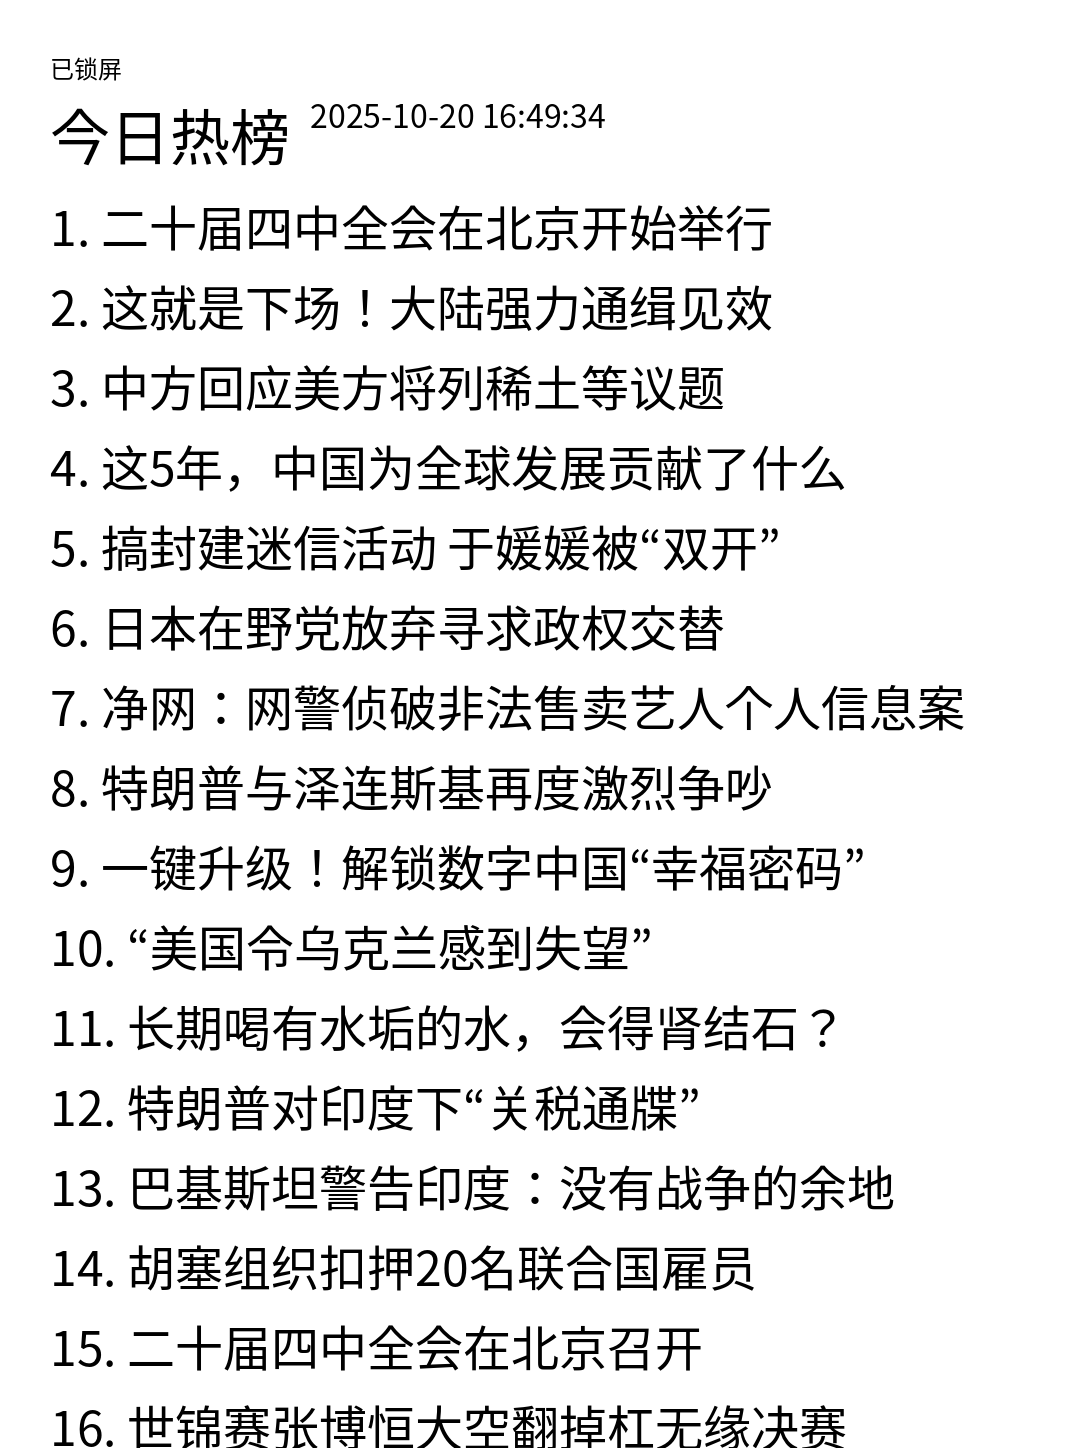 已锁屏
今日热榜 2025-10-20 16:49:34
1. 二十届四中全会在北京开始举行
2. 这就是下场！大陆强力通缉见效
3. 中方回应美方将列稀土等议题
4. 这5年，中国为全球发展贡献了什么
5. 搞封建迷信活动 于媛媛被“双开”
6. 日本在野党放弃寻求政权交替
7. 净网：网警侦破非法售卖艺人个人信息案
8. 特朗普与泽连斯基再度激烈争吵
9. 一键升级！解锁数字中国“幸福密码”
10. “美国令乌克兰感到失望”
11. 长期喝有水垢的水，会得肾结石？
12. 特朗普对印度下“关税通牒”
13. 巴基斯坦警告印度：没有战争的余地
14. 胡塞组织扣押20名联合国雇员
15. 二十届四中全会在北京召开
16. 世锦赛张博恒大空翻掉杠无缘决赛